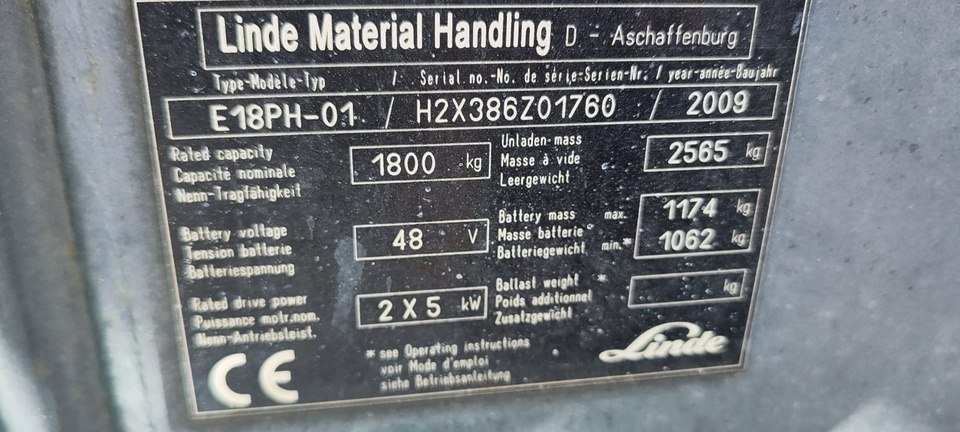 Linde Material Handling D - Aschaffenburg
Type-Modèle-Typ / Serial no.-No. de série-Serien-Nr. / year-année-Baujahr
E18PH-01 / H2X386Z01760 / 2009
Rated capacity
Capacité nominale
Nenn-Tragfähigkeit
1800 kg
Unladen-mass
Masse à vide
Leergewicht
2565 kg
Battery voltage
Tension batterie
Batteriespannung
48 V
Battery mass max. 1174 kg
Masse batterie
Batteriegewicht min.* 1062 kg
Rated drive power
Puissance motr.nom.
Nenn-Antriebsleist.
2 X 5 kW
Ballast weight *
Poids additionnel
Zusatzgewicht
kg
* see Operating instructions
voir Mode d'emploi
siehe Betriebsanleitung
CE
Linde